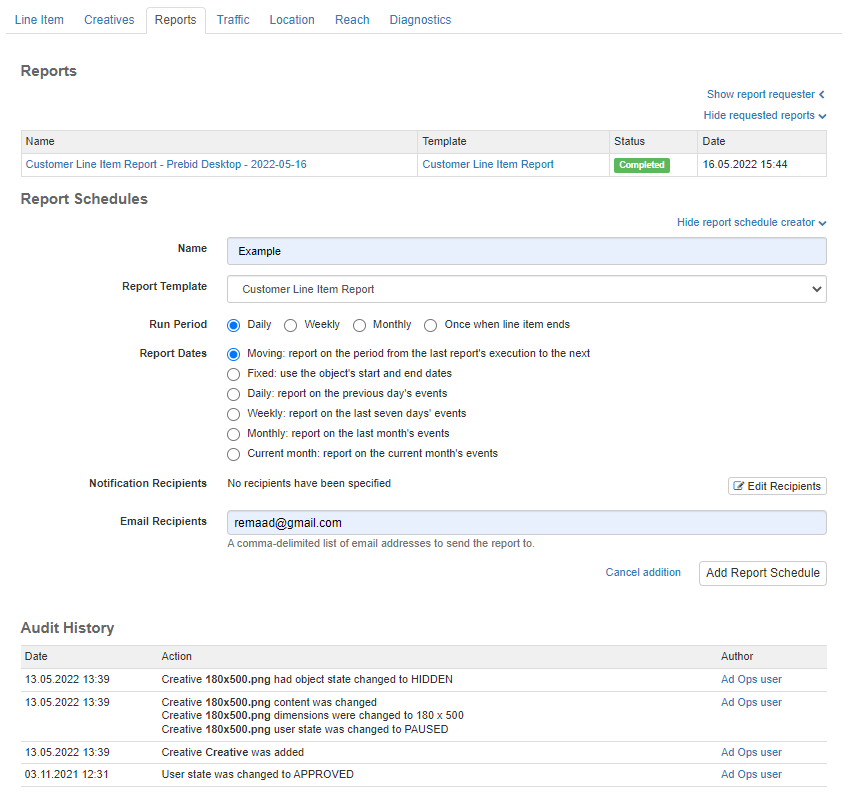 Line Item Creatives Reports Traffic Location Reach Diagnostics
Reports
Show report requester
Hide requested reports
Name Template Status Date
Customer Line Item Report - Prebid Desktop - 2022-05-16 Customer Line Item Report Completed 16.05.2022 15:44
Report Schedules
Hide report schedule creator
Name Example
Report Template Customer Line Item Report
Run Period Daily Weekly Monthly Once when line item ends
Report Dates Moving: report on the period from the last report's execution to the next
Fixed: use the object's start and end dates
Daily: report on the previous day's events
Weekly: report on the last seven days' events
Monthly: report on the last month's events
Current month: report on the current month's events
Notification Recipients No recipients have been specified Edit Recipients
Email Recipients remaad@gmail.com
A comma-delimited list of email addresses to send the report to.
Cancel addition Add Report Schedule
Audit History
Date Action Author
13.05.2022 13:39 Creative 180x500.png had object state changed to HIDDEN Ad Ops user
13.05.2022 13:39 Creative 180x500.png content was changed Ad Ops user
Creative 180x500.png dimensions were changed to 180 x 500
Creative 180x500.png user state was changed to PAUSED
13.05.2022 13:39 Creative Creative was added Ad Ops user
03.11.2021 12:31 User state was changed to APPROVED Ad Ops user